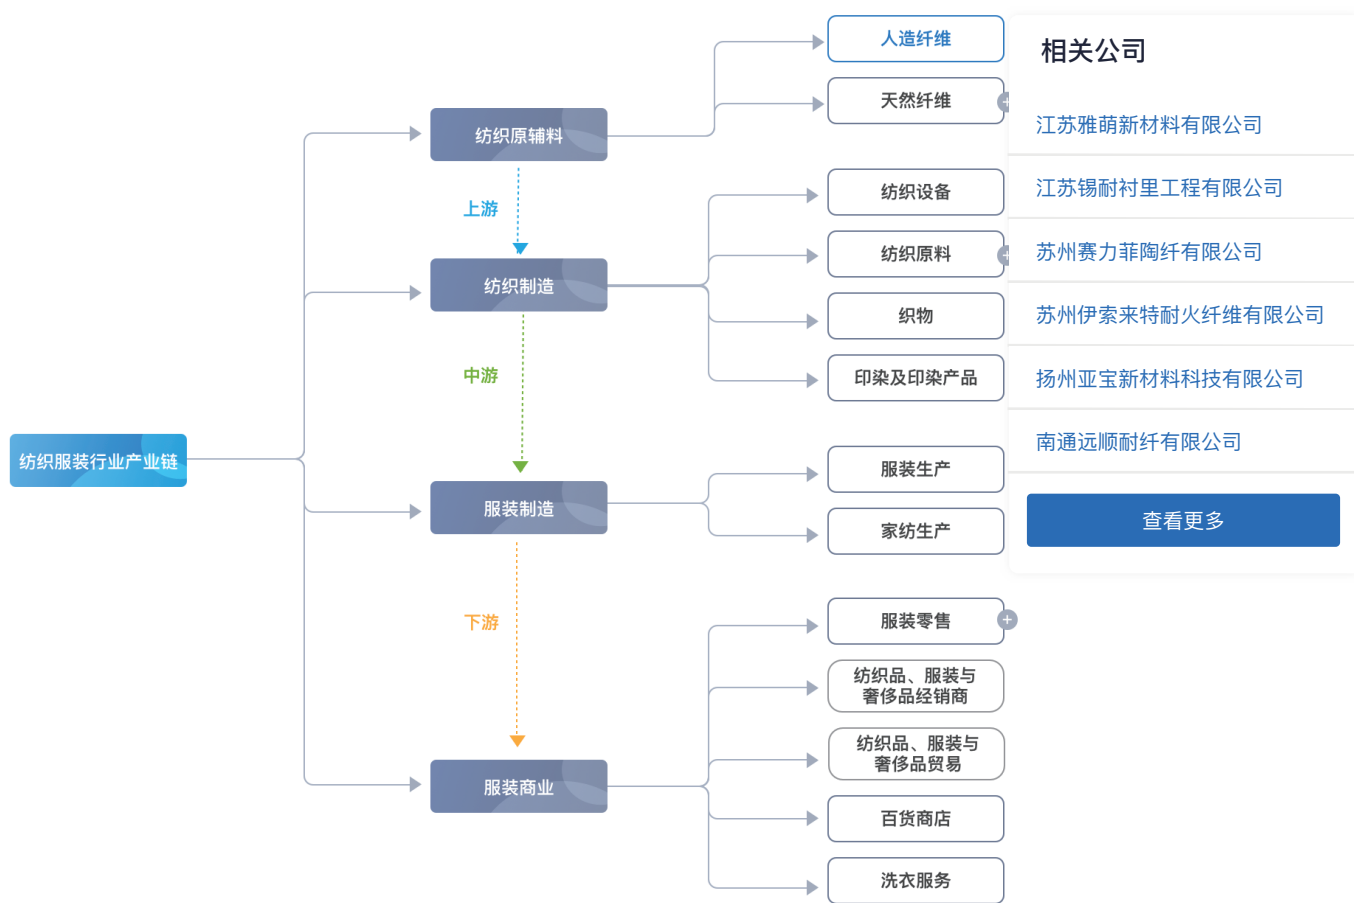 纺织服装行业产业链
纺织原辅料
上游
纺织制造
中游
服装制造
下游
服装商业
人造纤维
天然纤维
纺织设备
纺织原料
织物
印染及印染产品
服装生产
家纺生产
服装零售
纺织品、服装与
奢侈品经销商
纺织品、服装与
奢侈品贸易
百货商店
洗衣服务
相关公司
江苏雅萌新材料有限公司
江苏锡耐衬里工程有限公司
苏州赛力菲陶纤有限公司
苏州伊索来特耐火纤维有限公司
扬州亚宝新材料科技有限公司
南通远顺耐纤有限公司
查看更多